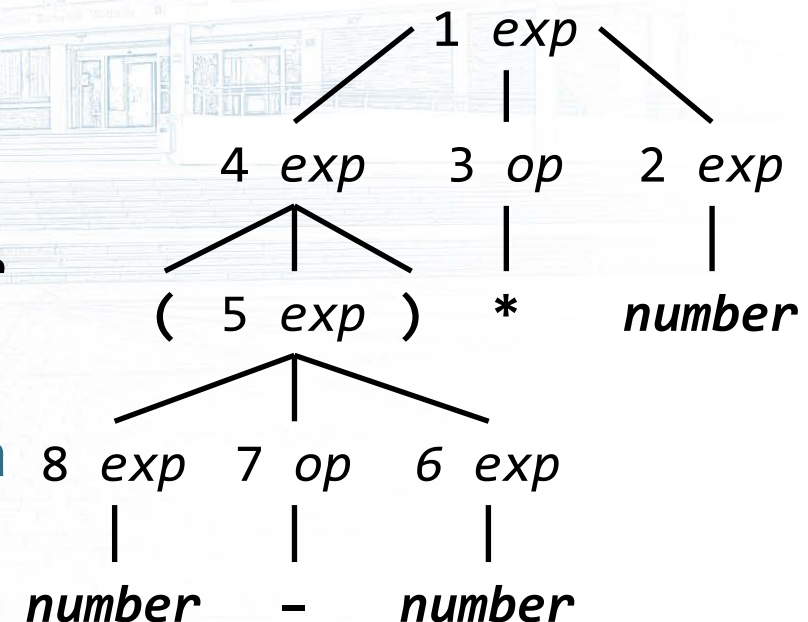 1 exp
4 exp 3 op 2 exp
( 5 exp ) * number
8 exp 7 op 6 exp
number – number